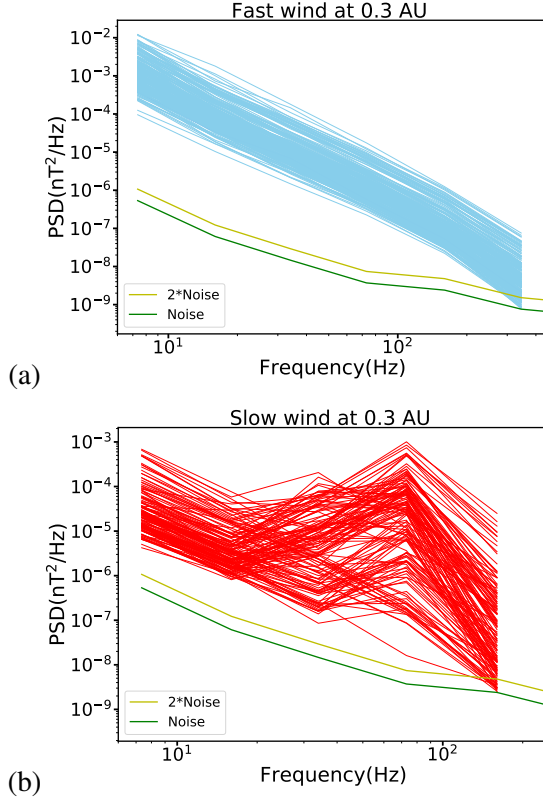 Fast wind at 0.3 AU
PSD(nT²/Hz)
10⁻²
10⁻³
10⁻⁴
10⁻⁵
10⁻⁶
10⁻⁷
10⁻⁸
10⁻⁹
2*Noise
Noise
10¹
10²
Frequency(Hz)
(a)
Slow wind at 0.3 AU
PSD(nT²/Hz)
10⁻³
10⁻⁴
10⁻⁵
10⁻⁶
10⁻⁷
10⁻⁸
10⁻⁹
2*Noise
Noise
10¹
10²
Frequency(Hz)
(b)